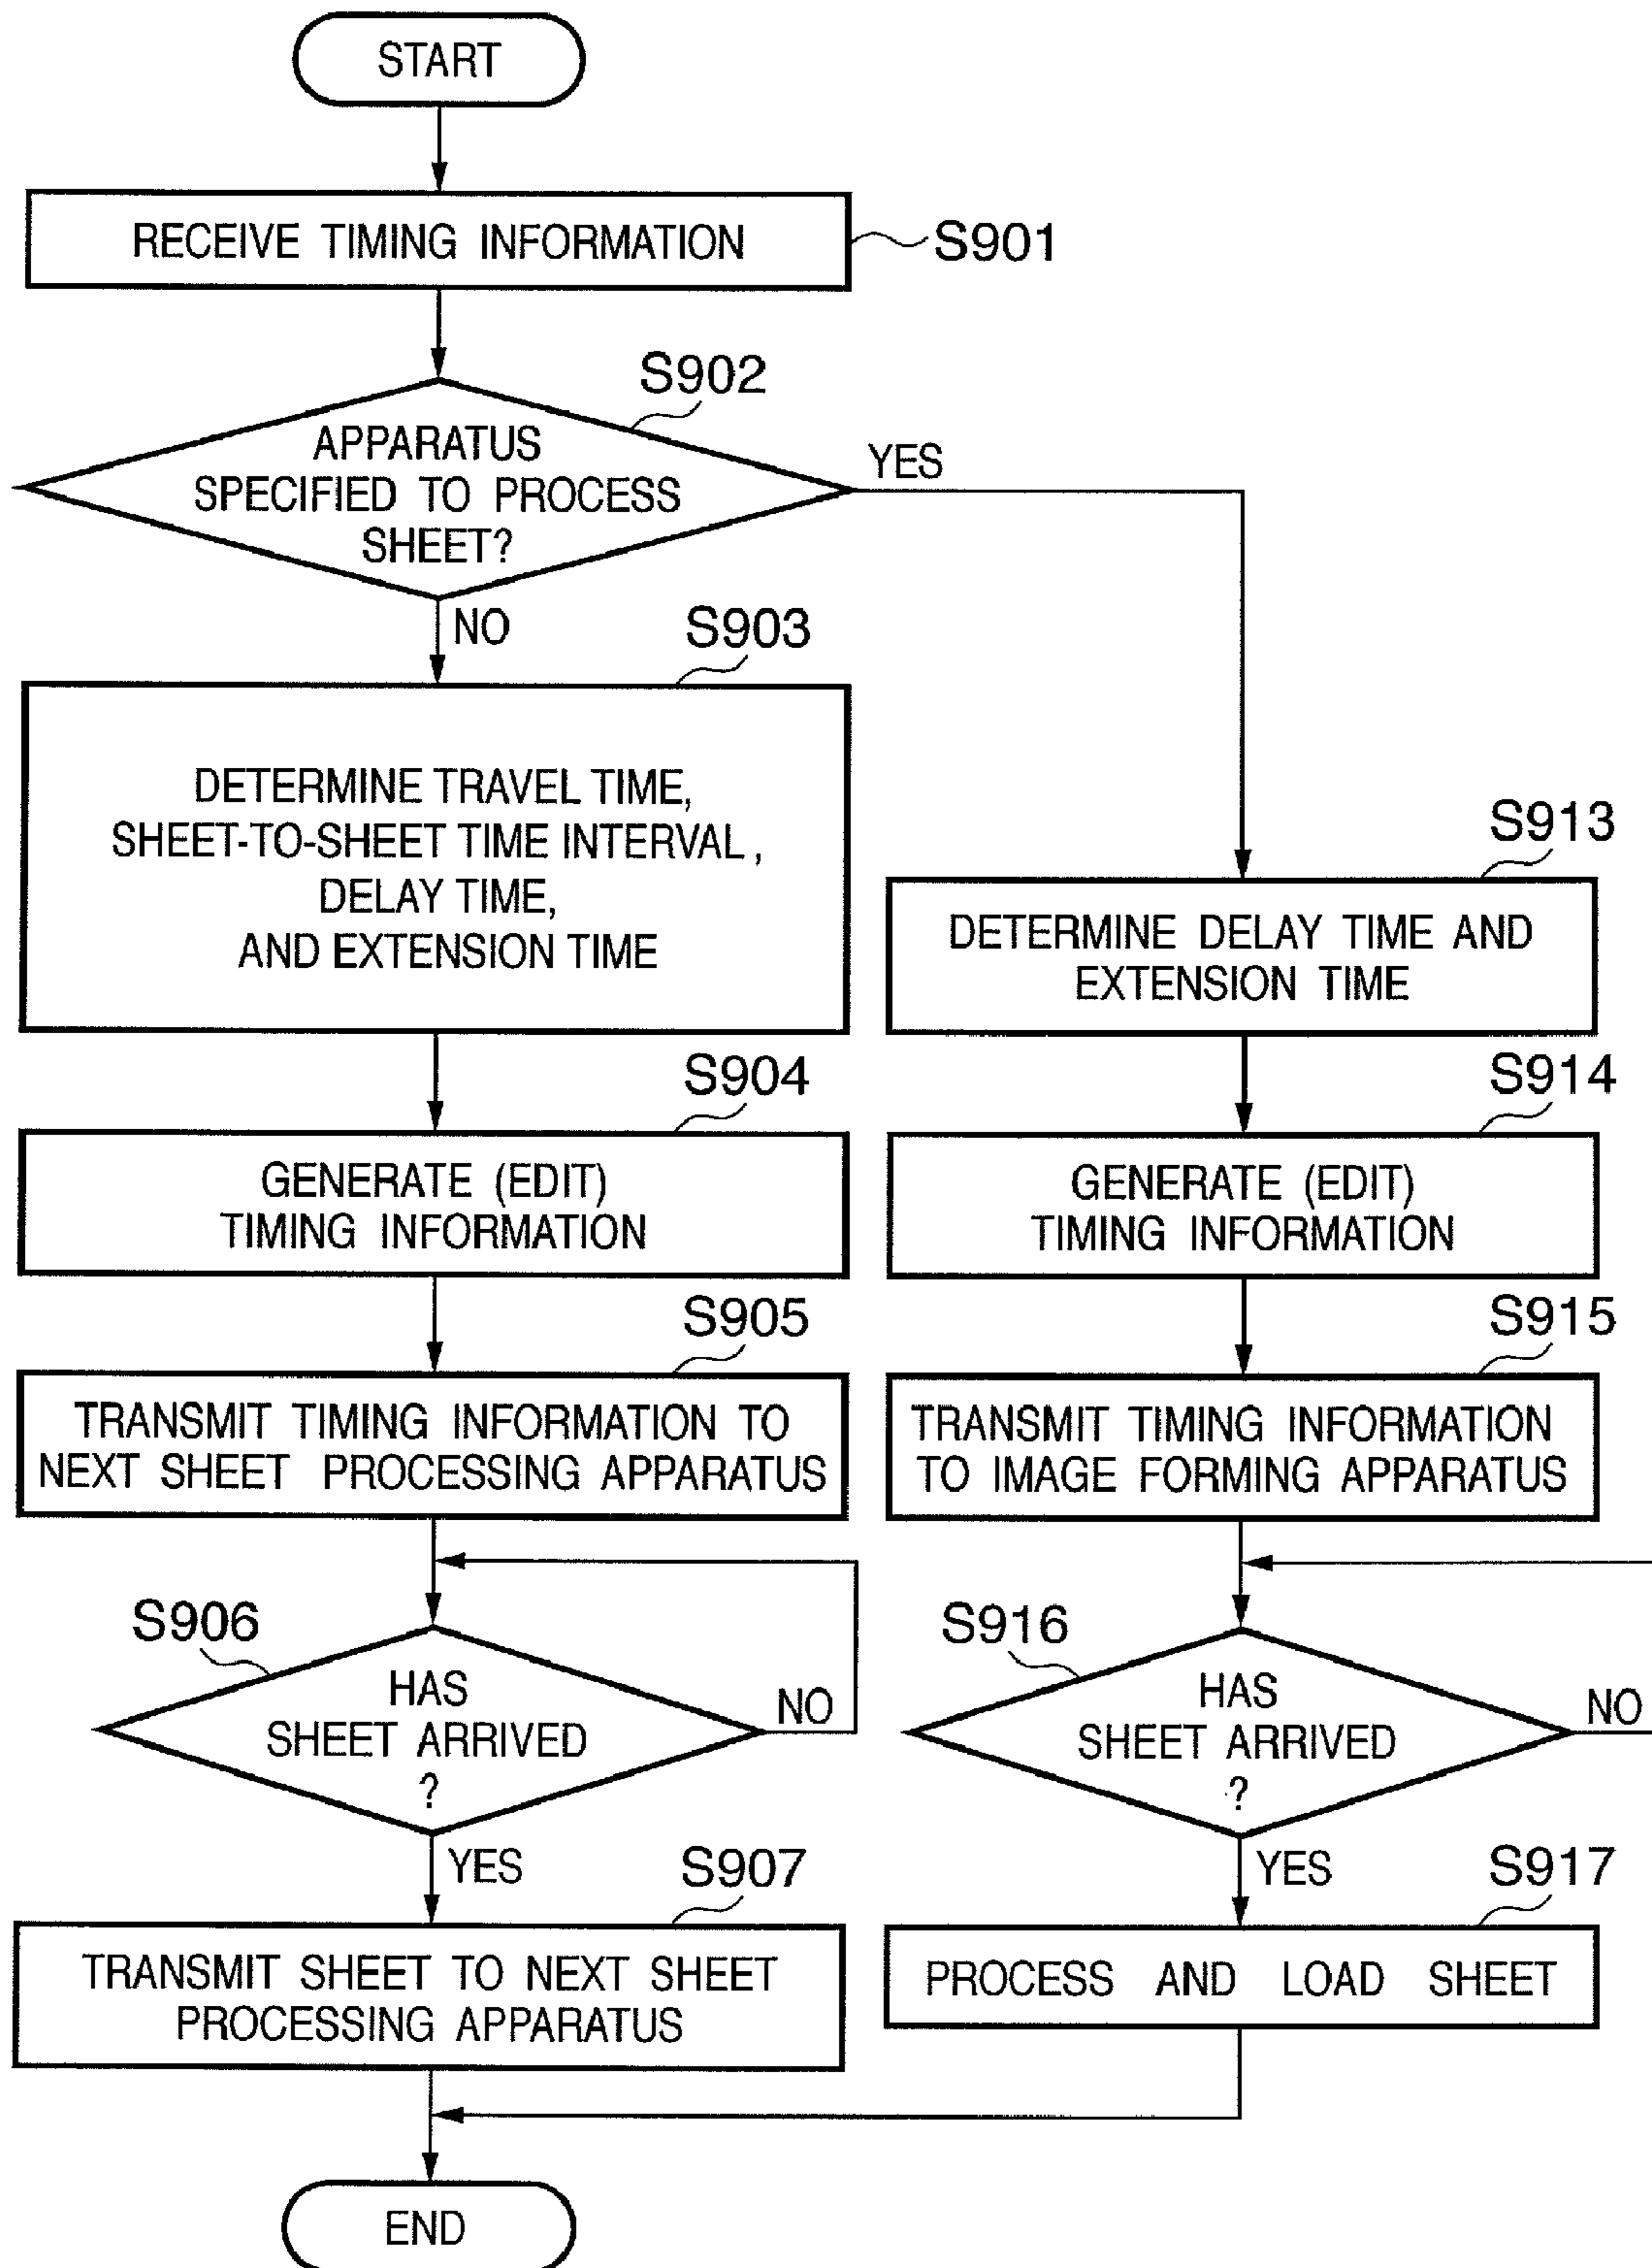 START
RECEIVE TIMING INFORMATION
S901
S902
APPARATUS
SPECIFIED TO PROCESS
SHEET?
YES
NO
S903
DETERMINE TRAVEL TIME,
SHEET-TO-SHEET TIME INTERVAL,
DELAY TIME,
AND EXTENSION TIME
S904
GENERATE (EDIT)
TIMING INFORMATION
S905
TRANSMIT TIMING INFORMATION TO
NEXT SHEET PROCESSING APPARATUS
S906
HAS
SHEET ARRIVED
?
NO
YES
S907
TRANSMIT SHEET TO NEXT SHEET
PROCESSING APPARATUS
S913
DETERMINE DELAY TIME AND
EXTENSION TIME
S914
GENERATE (EDIT)
TIMING INFORMATION
S915
TRANSMIT TIMING INFORMATION
TO IMAGE FORMING APPARATUS
S916
HAS
SHEET ARRIVED
?
NO
YES
S917
PROCESS AND LOAD SHEET
END